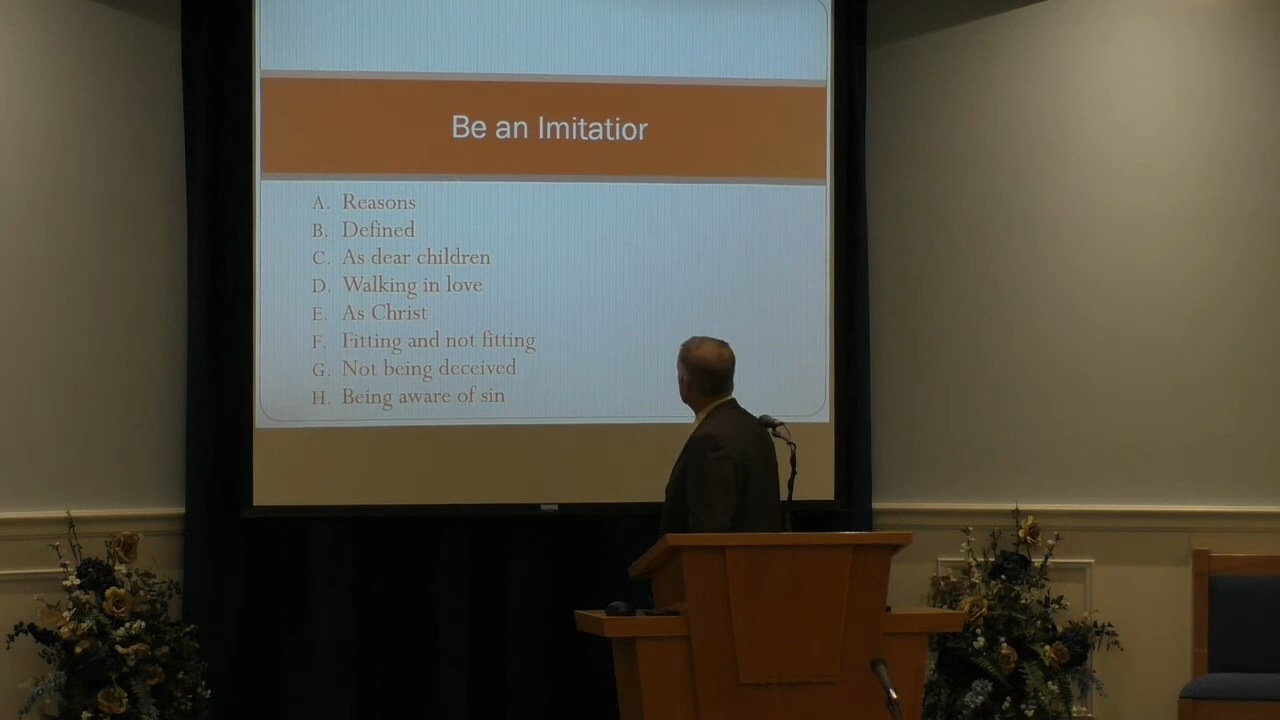 Be an Imitatior
A. Reasons
B. Defined
C. As dear children
D. Walking in love
E. As Christ
F. Fitting and not fitting
G. Not being deceived
H. Being aware of sin